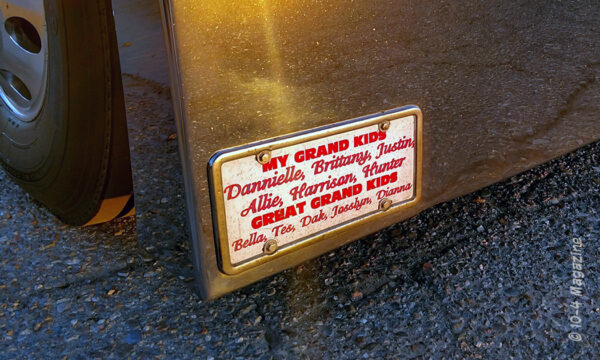 MY GRAND KIDS
Dannielle, Brittany, Justin,
Allie, Harrison, Hunter
GREAT GRAND KIDS
Bella, Tes, Dak, Josslyn, Dianna
© 10-4 Magazine